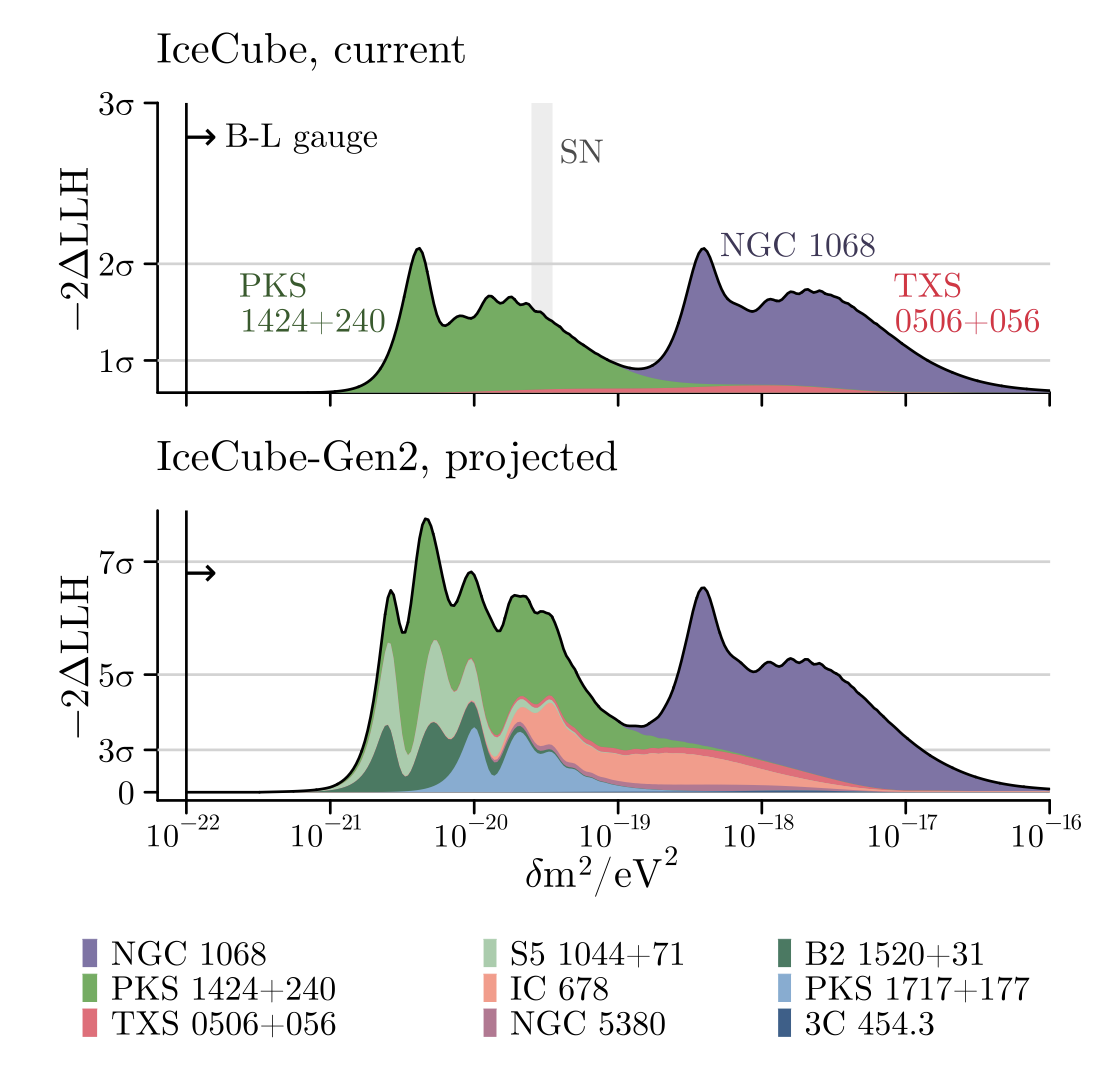 IceCube, current
3σ
B-L gauge
SN
−2ΔLLH
2σ
NGC 1068
PKS
1424+240
TXS
0506+056
1σ
IceCube-Gen2, projected
7σ
−2ΔLLH
5σ
3σ
0
10⁻²² 10⁻²¹ 10⁻²⁰ 10⁻¹⁹ 10⁻¹⁸ 10⁻¹⁷ 10⁻¹⁶
δm²/eV²
NGC 1068 S5 1044+71 B2 1520+31
PKS 1424+240 IC 678 PKS 1717+177
TXS 0506+056 NGC 5380 3C 454.3